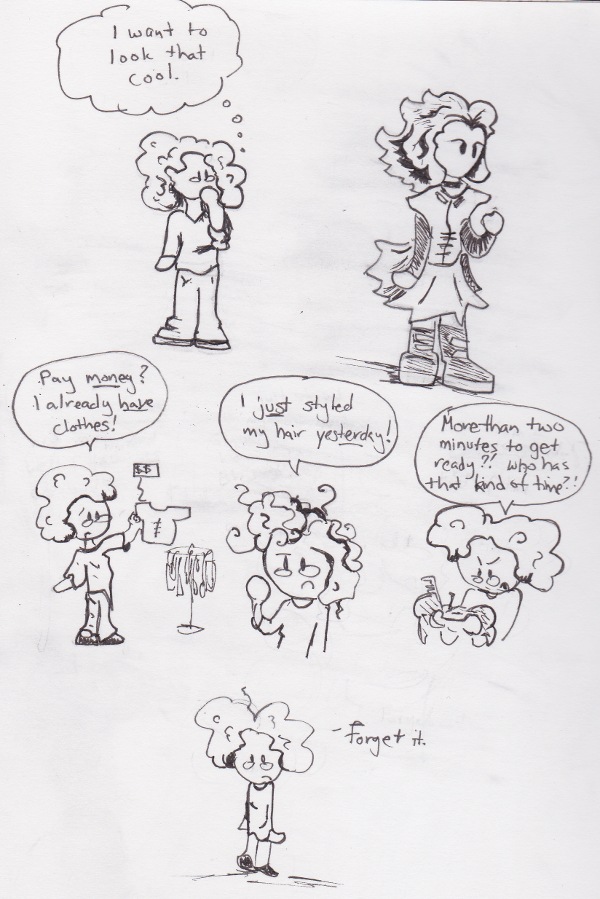 I want to
look that
cool.
Pay money?
I already have
clothes!
$$
I just styled
my hair yesterday!
More than two
minutes to get
ready?! Who has
that kind of time?!
-Forget it.